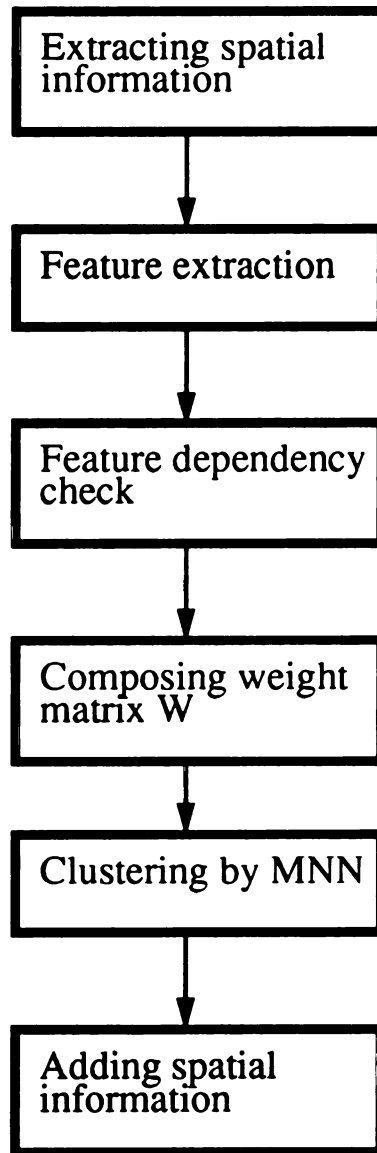 Extracting spatial
information
Feature extraction
Feature dependency
check
Composing weight
matrix W
Clustering by MNN
Adding spatial
information